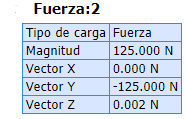 Fuerza:2
Tipo de carga Fuerza
Magnitud 125.000 N
Vector X 0.000 N
Vector Y -125.000 N
Vector Z 0.002 N